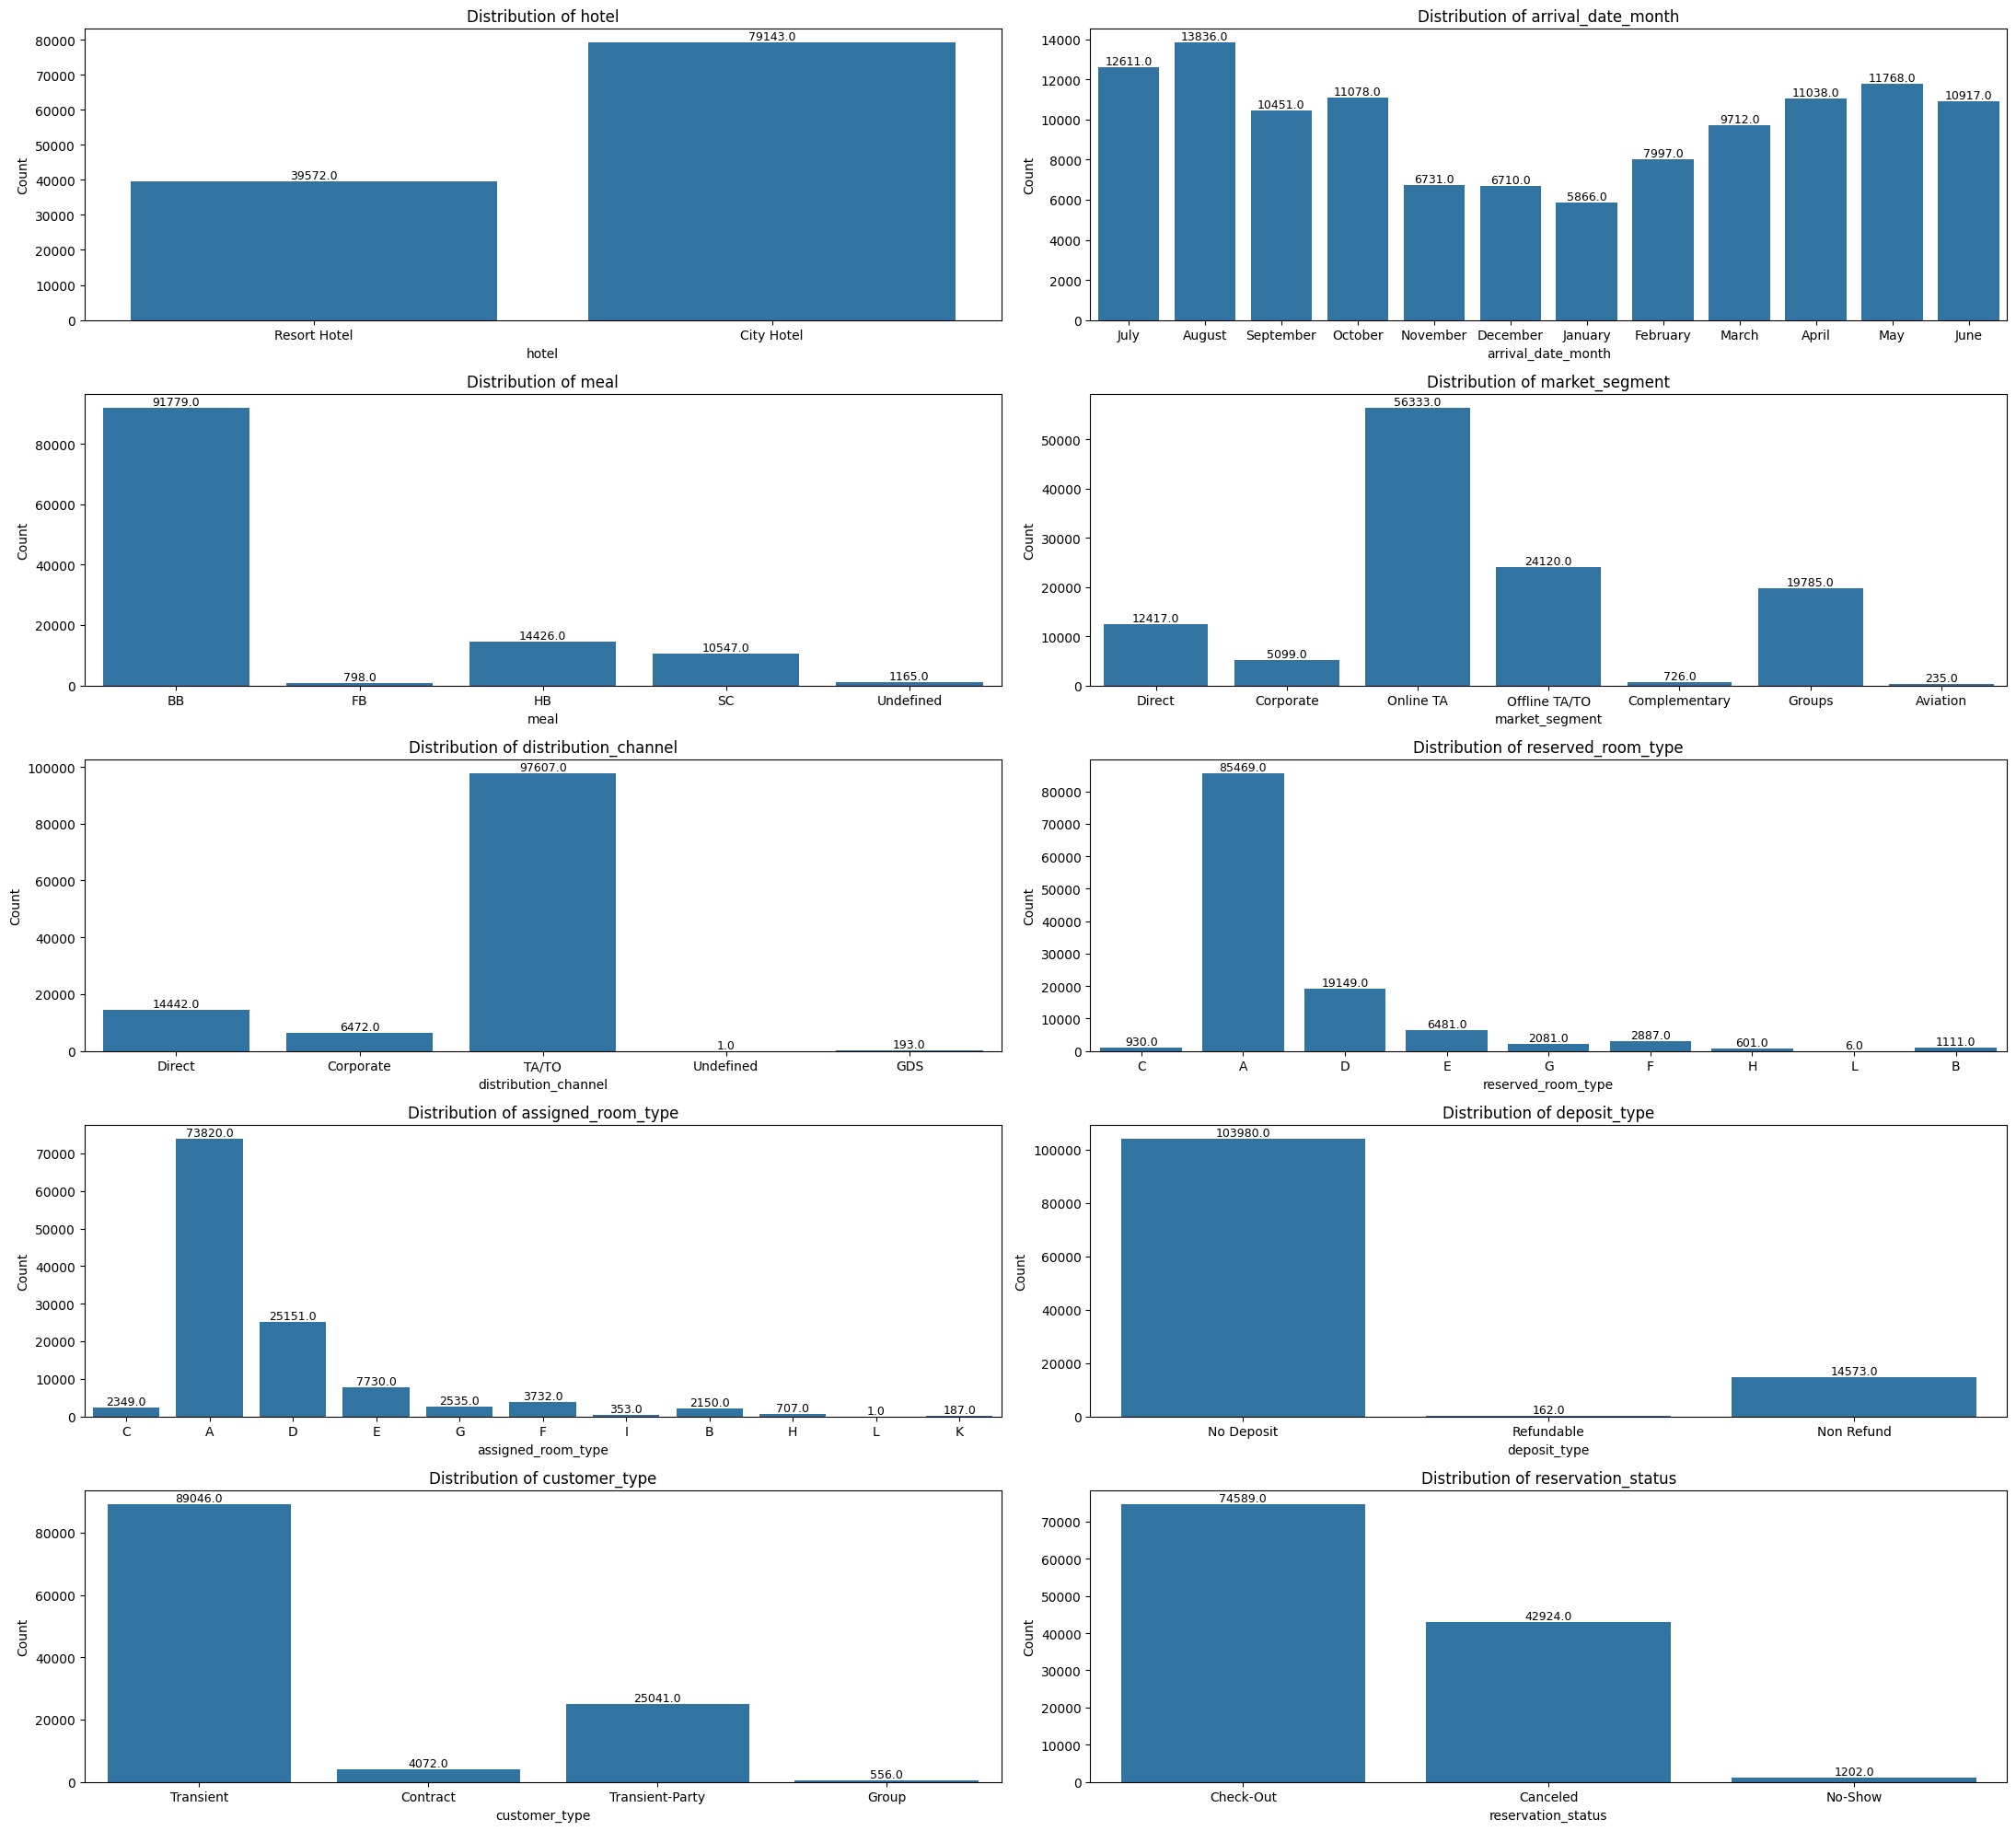 Distribution of hotel
80000
70000
60000
50000
40000
30000
20000
10000
0
Count
39572.0
79143.0
Resort Hotel
City Hotel
hotel
Distribution of arrival_date_month
14000
12000
10000
8000
6000
4000
2000
0
Count
12611.0
13836.0
10451.0
11078.0
6731.0
6710.0
5866.0
7997.0
9712.0
11038.0
11768.0
10917.0
July
August
September
October
November
December
January
February
March
April
May
June
arrival_date_month
Distribution of meal
80000
60000
40000
20000
0
Count
91779.0
798.0
14426.0
10547.0
1165.0
BB
FB
HB
SC
Undefined
meal
Distribution of market_segment
50000
40000
30000
20000
10000
0
Count
12417.0
5099.0
56333.0
24120.0
726.0
19785.0
235.0
Direct
Corporate
Online TA
Offline TA/TO
Complementary
Groups
Aviation
market_segment
Distribution of distribution_channel
100000
80000
60000
40000
20000
0
Count
14442.0
6472.0
97607.0
1.0
193.0
Direct
Corporate
TA/TO
Undefined
GDS
distribution_channel
Distribution of reserved_room_type
80000
70000
60000
50000
40000
30000
20000
10000
0
Count
930.0
85469.0
19149.0
6481.0
2081.0
2887.0
601.0
6.0
1111.0
C
A
D
E
G
F
H
L
B
reserved_room_type
Distribution of assigned_room_type
70000
60000
50000
40000
30000
20000
10000
0
Count
2349.0
73820.0
25151.0
7730.0
2535.0
3732.0
353.0
2150.0
707.0
1.0
187.0
C
A
D
E
G
F
I
B
H
L
K
assigned_room_type
Distribution of deposit_type
100000
80000
60000
40000
20000
0
Count
103980.0
162.0
14573.0
No Deposit
Refundable
Non Refund
deposit_type
Distribution of customer_type
80000
60000
40000
20000
0
Count
89046.0
4072.0
25041.0
556.0
Transient
Contract
Transient-Party
Group
customer_type
Distribution of reservation_status
70000
60000
50000
40000
30000
20000
10000
0
Count
74589.0
42924.0
1202.0
Check-Out
Canceled
No-Show
reservation_status